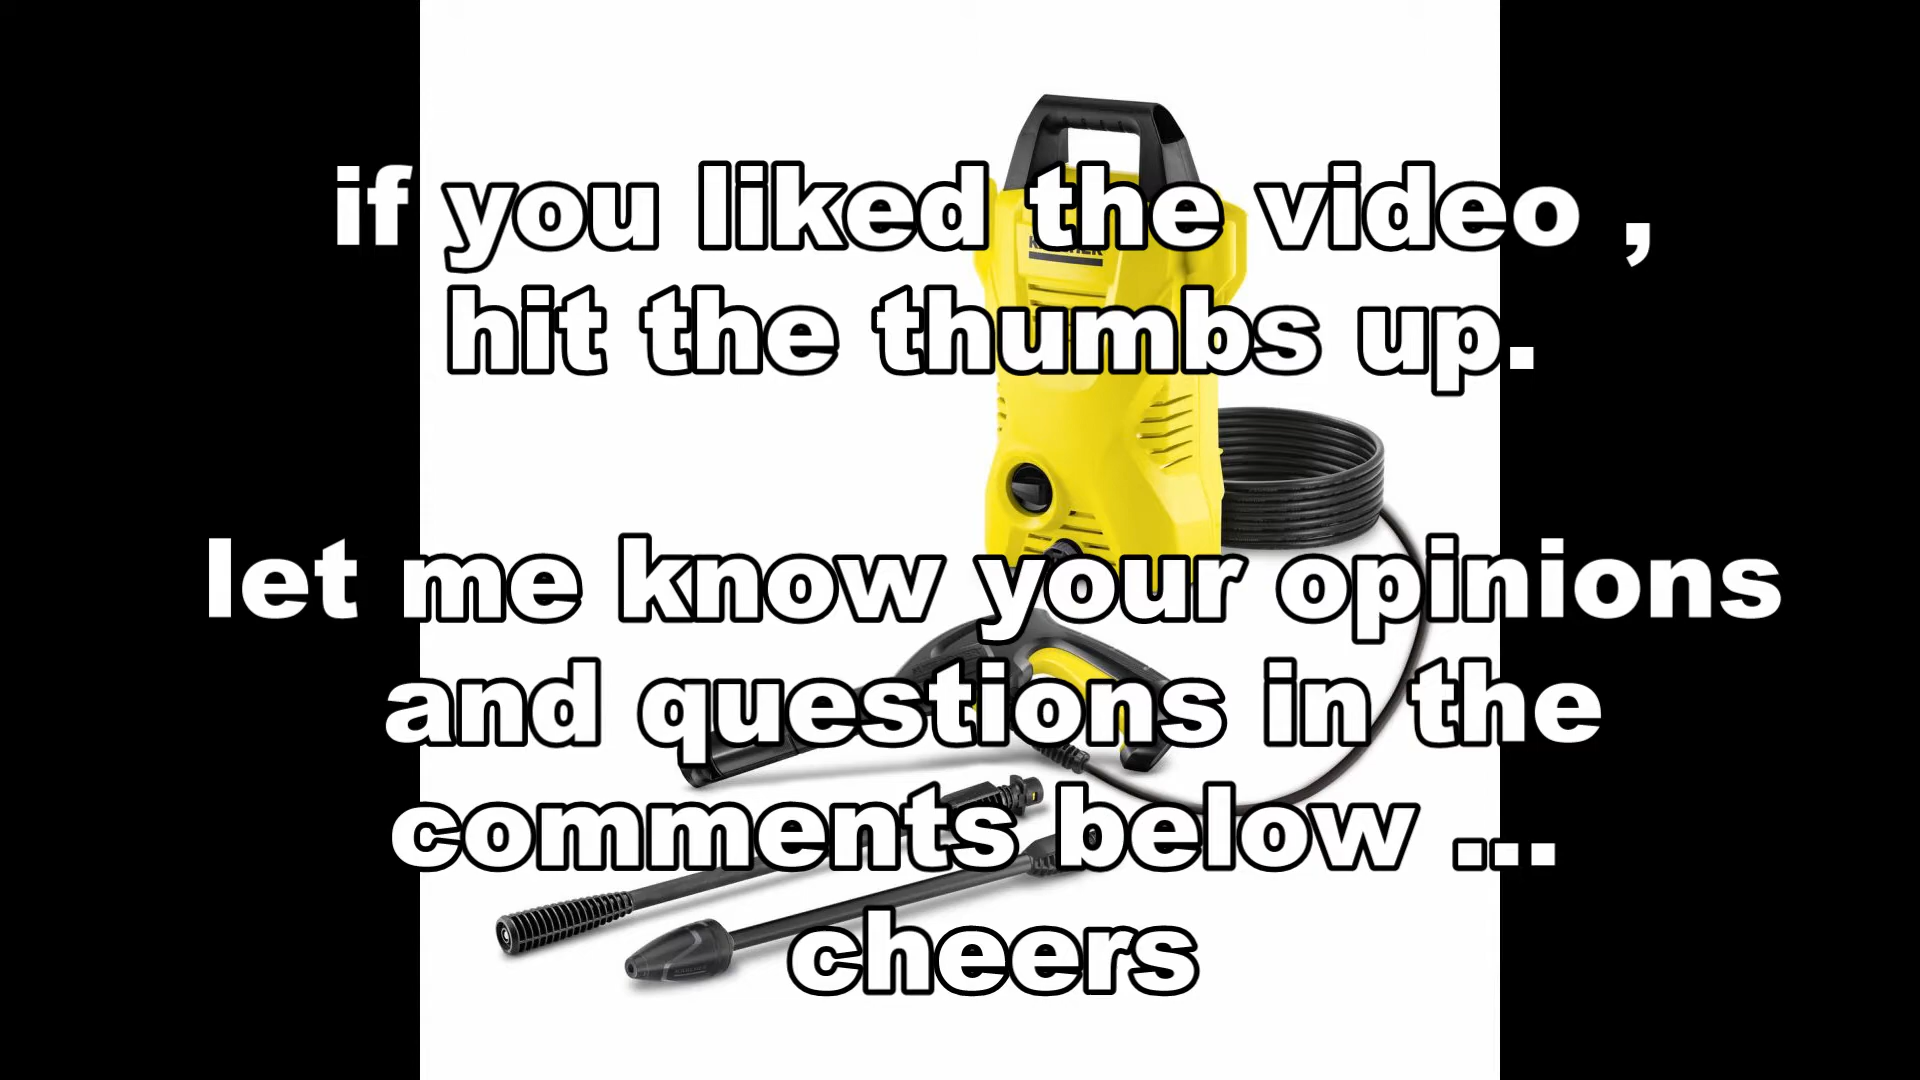 if you liked the video ,
hit the thumbs up.
let me know your opinions
and questions in the
comments below ...
cheers